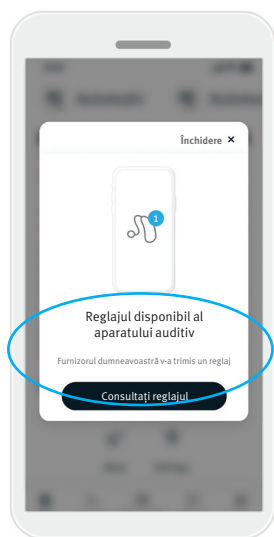 Închidere ×
1
Reglajul disponibil al
aparatului auditiv
Furnizorul dumneavoastră v-a trimis un reglaj
Consultați reglajul